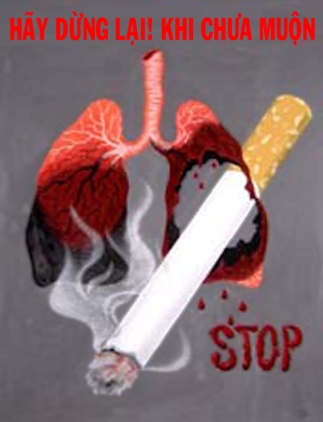 HÃY DỪNG LẠI! KHI CHƯA MUỘN
STOP